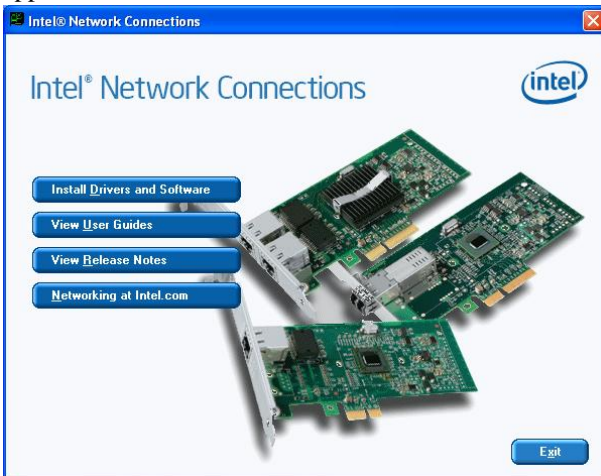 Intel® Network Connections
Intel® Network Connections
intel
Install Drivers and Software
View User Guides
View Release Notes
Networking at Intel.com
Exit